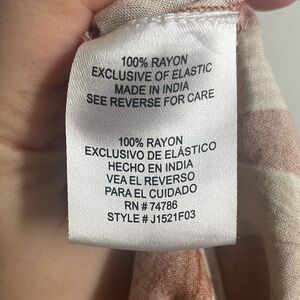 100% RAYON
EXCLUSIVE OF ELASTIC
MADE IN INDIA
SEE REVERSE FOR CARE
100% RAYON
EXCLUSIVO DE ELÁSTICO
HECHO EN INDIA
VEA EL REVERSO
PARA EL CUIDADO
RN # 74786
STYLE # J1521F03